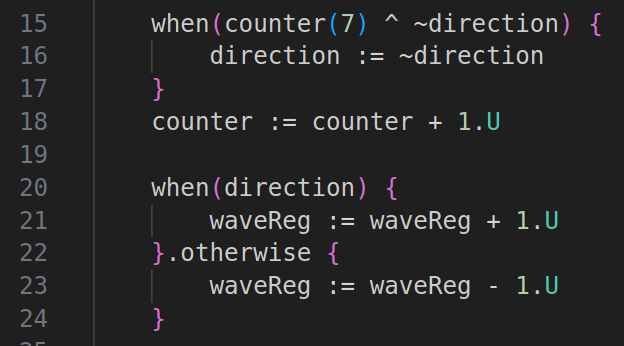 15 when(counter(7) ^ ~direction) {
16 direction := ~direction
17 }
18 counter := counter + 1.U
19
20 when(direction) {
21 waveReg := waveReg + 1.U
22 }.otherwise {
23 waveReg := waveReg - 1.U
24 }